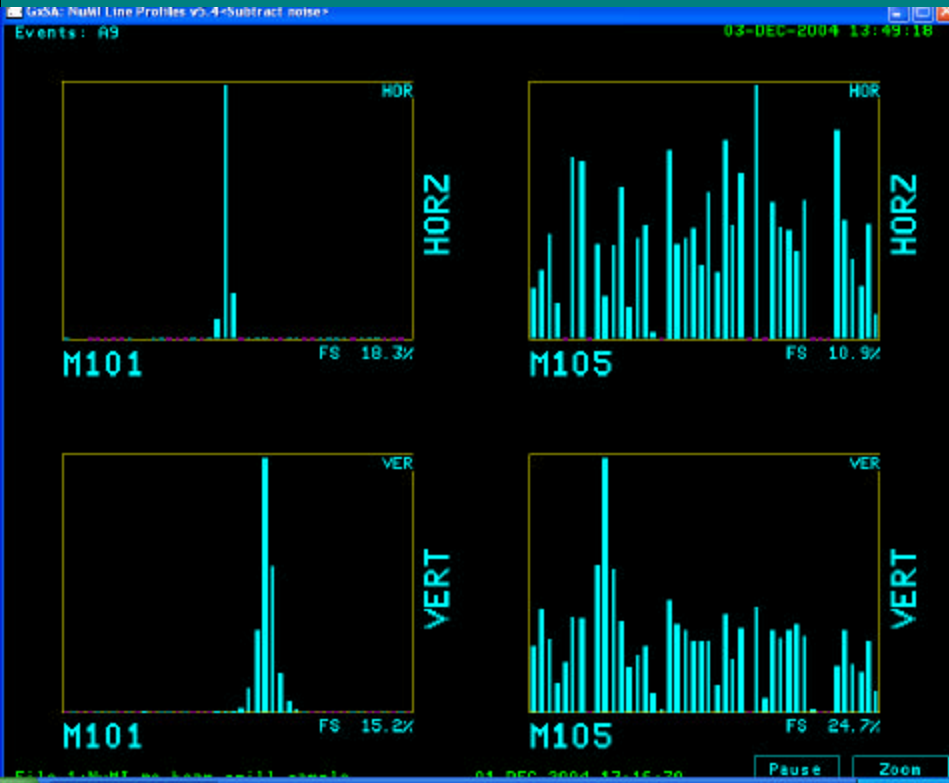 GxSA: NuMI Line Profiles v5.4<Subtract noise>
Events: A9
03-DEC-2004 13:49:18
HOR
HORZ
M101
FS 18.3%
HOR
HORZ
M105
FS 10.9%
VER
VERT
M101
FS 15.2%
VER
VERT
M105
FS 24.7%
Pause
Zoom